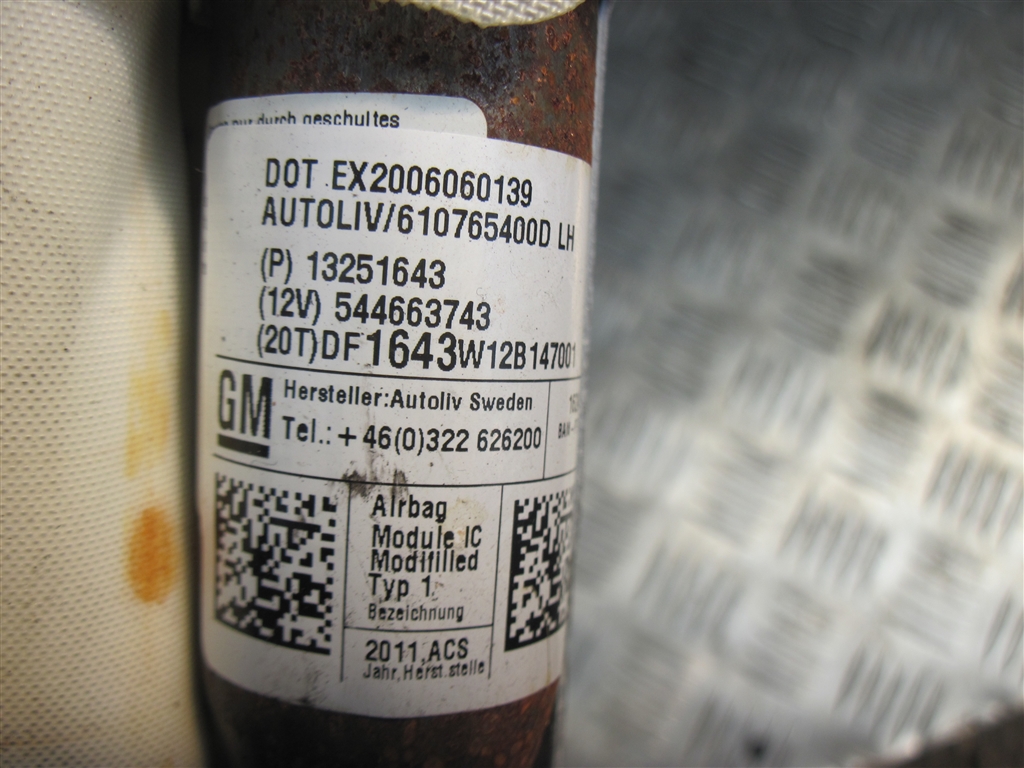 nur durch geschultes
DOT EX2006060139
AUTOLIV/610765400D LH
(P) 13251643
(12V) 544663743
(20T)DF1643W12B147001
GM
Hersteller:Autoliv Sweden
Tel.: +46(0)322 626200
Airbag
Module IC
Modifilled
Typ 1
Bezeichnung
2011,ACS
Jahr,Herst.stelle